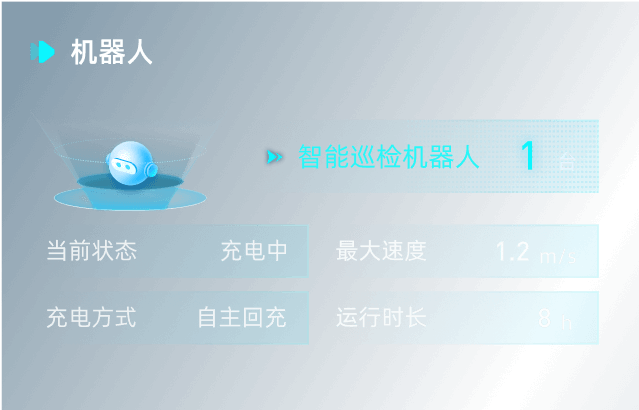 机器人
智能巡检机器人 1
当前状态 充电中 最大速度 1.2 m/s
充电方式 自主回充 运行时长 8 h